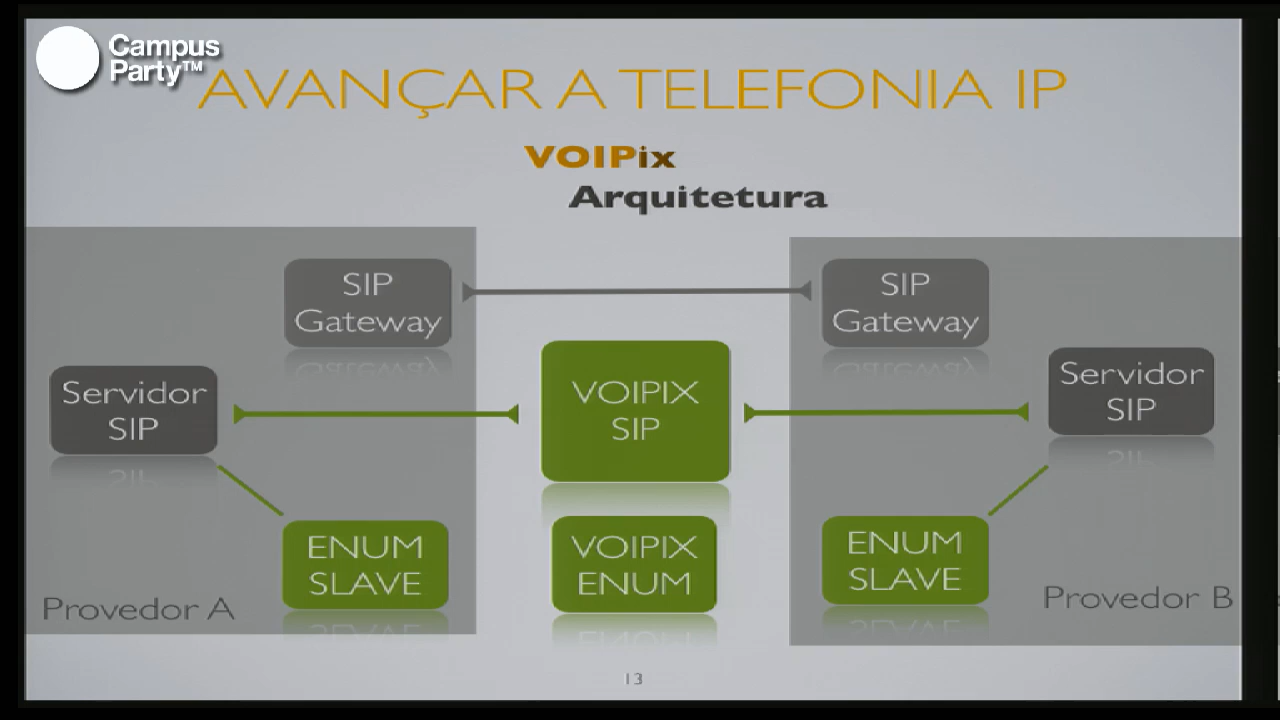 Campus
Party™
AVANÇAR A TELEFONIA IP
VOIPix
Arquitetura
SIP
Gateway
SIP
Gateway
Servidor
SIP
VOIPIX
SIP
Servidor
SIP
ENUM
SLAVE
VOIPIX
ENUM
ENUM
SLAVE
Provedor A
Provedor B
13